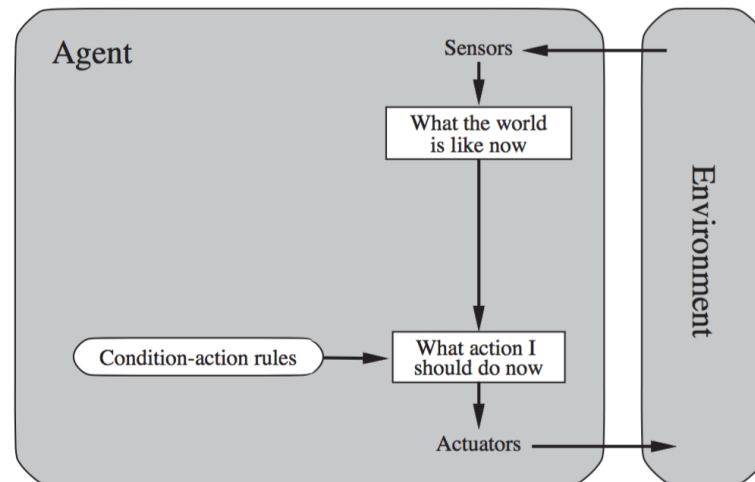 Agent
Sensors
What the world
is like now
Environment
Condition-action rules
What action I
should do now
Actuators